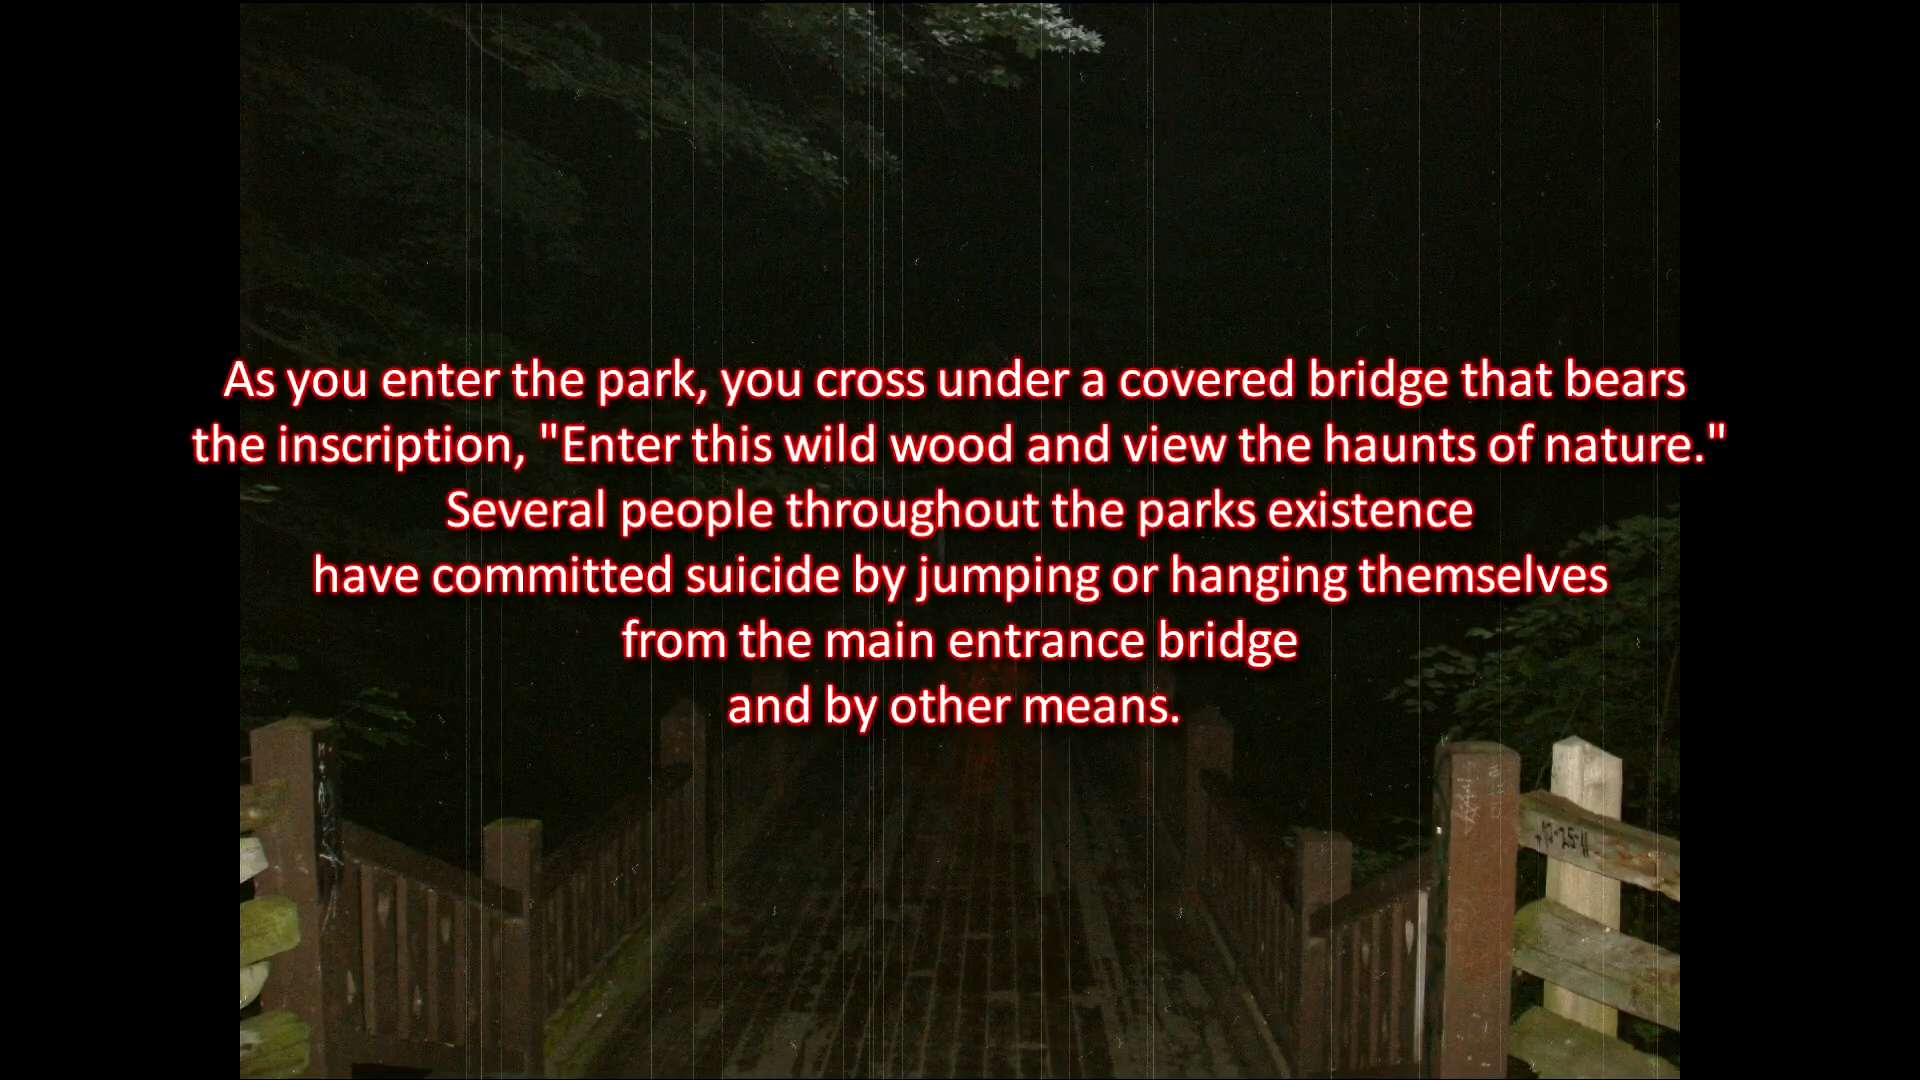 As you enter the park, you cross under a covered bridge that bears
the inscription, "Enter this wild wood and view the haunts of nature."
Several people throughout the parks existence
have committed suicide by jumping or hanging themselves
from the main entrance bridge
and by other means.